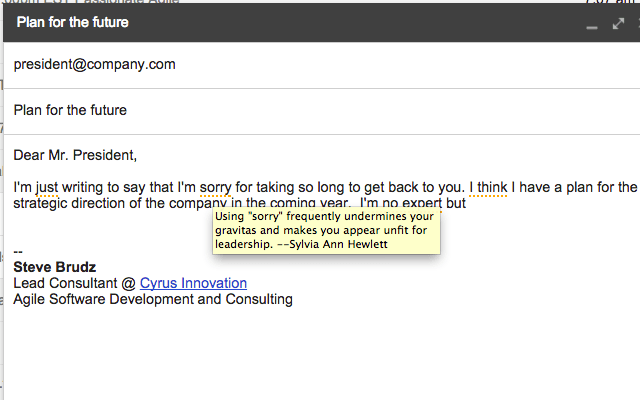 Plan for the future
president@company.com
Plan for the future
Dear Mr. President,
I'm just writing to say that I'm sorry for taking so long to get back to you. I think I have a plan for the
strategic direction of the company in the coming year. I'm no expert but
Using "sorry" frequently undermines your
gravitas and makes you appear unfit for
leadership. --Sylvia Ann Hewlett
--
Steve Brudz
Lead Consultant @ Cyrus Innovation
Agile Software Development and Consulting